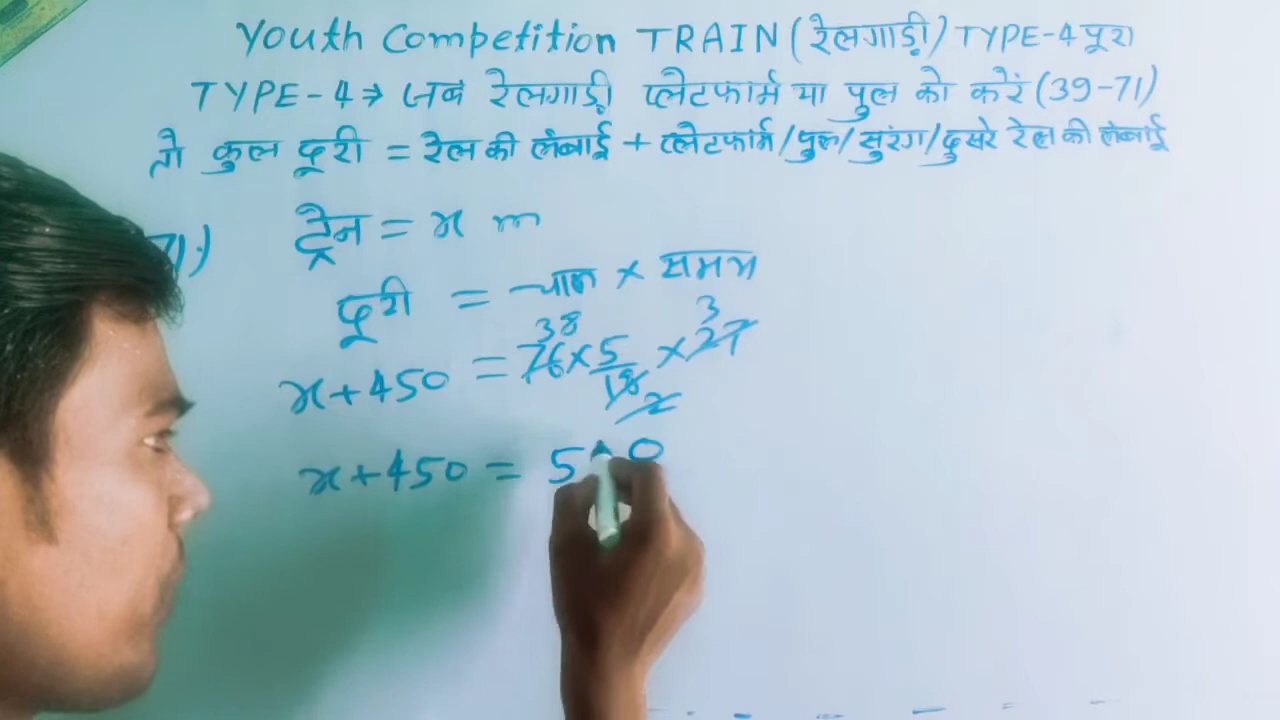 Youth Competition TRAIN (रेलगाड़ी) TYPE-4 पूरा
TYPE-4 ⇒ जब रेलगाड़ी प्लेटफार्म या पुल को करें (39-71)
तो कुल दूरी = रेल की लंबाई + प्लेटफार्म/पुल/सुरंग/दुसरे रेल की लंबाई
71.) ट्रेन = x m
दूरी = चाल × समय
x+450 = 76×5/18×27
38 3 2
x+450 = 5 0